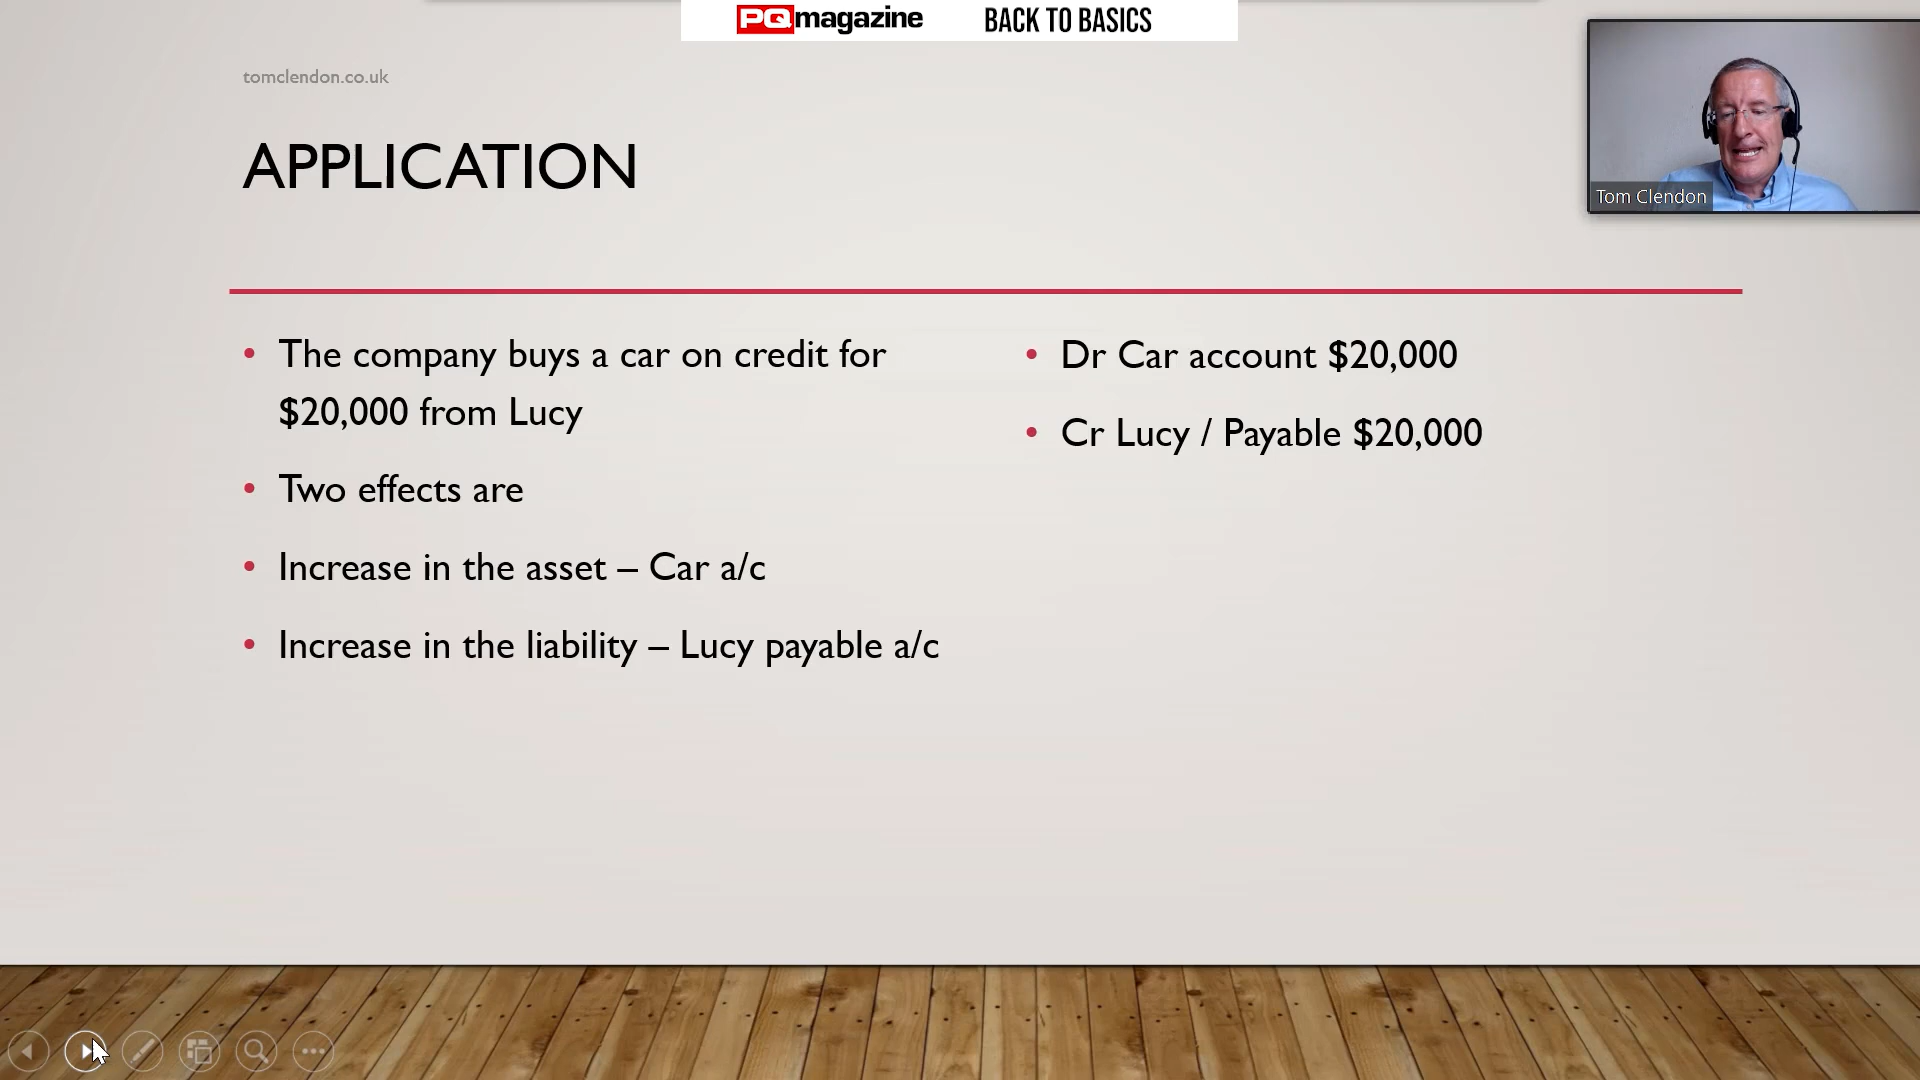 PQmagazine BACK TO BASICS
tomclendon.co.uk
APPLICATION
Tom Clendon
• The company buys a car on credit for
$20,000 from Lucy
• Two effects are
• Increase in the asset – Car a/c
• Increase in the liability – Lucy payable a/c
• Dr Car account $20,000
• Cr Lucy / Payable $20,000